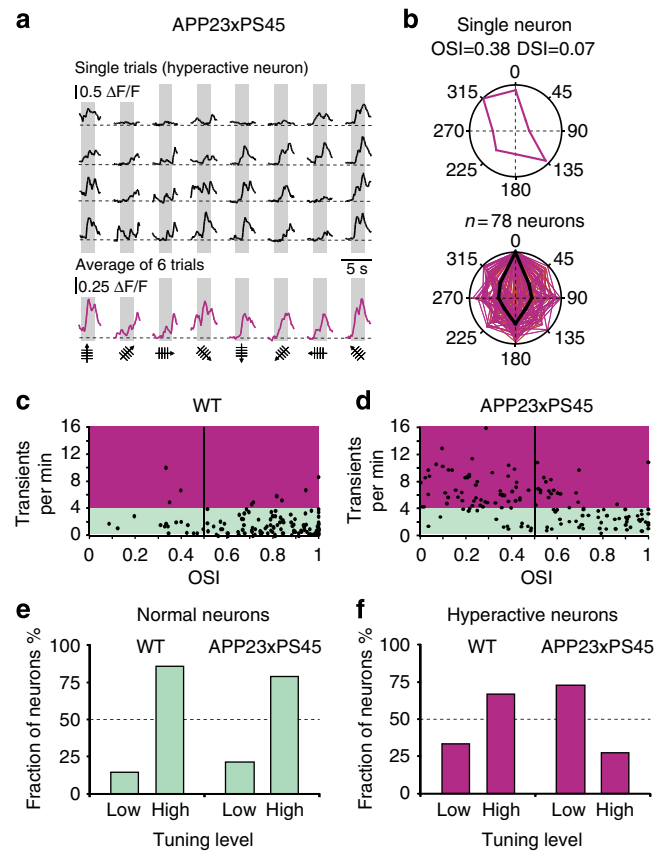 a
APP23xPS45
Single trials (hyperactive neuron)
0.5 ΔF/F
5 s
Average of 6 trials
0.25 ΔF/F
b
Single neuron
OSI=0.38 DSI=0.07
0
315 45
270 90
225 135
180
n=78 neurons
0
315 45
270 90
225 135
180
c
WT
Transients per min
16
12
8
4
0
0 0.2 0.4 0.6 0.8 1
OSI
d
APP23xPS45
Transients per min
16
12
8
4
0
0 0.2 0.4 0.6 0.8 1
OSI
e
Normal neurons
WT APP23xPS45
Fraction of neurons %
100
75
50
25
0
Low High Low High
Tuning level
f
Hyperactive neurons
WT APP23xPS45
Fraction of neurons %
100
75
50
25
0
Low High Low High
Tuning level